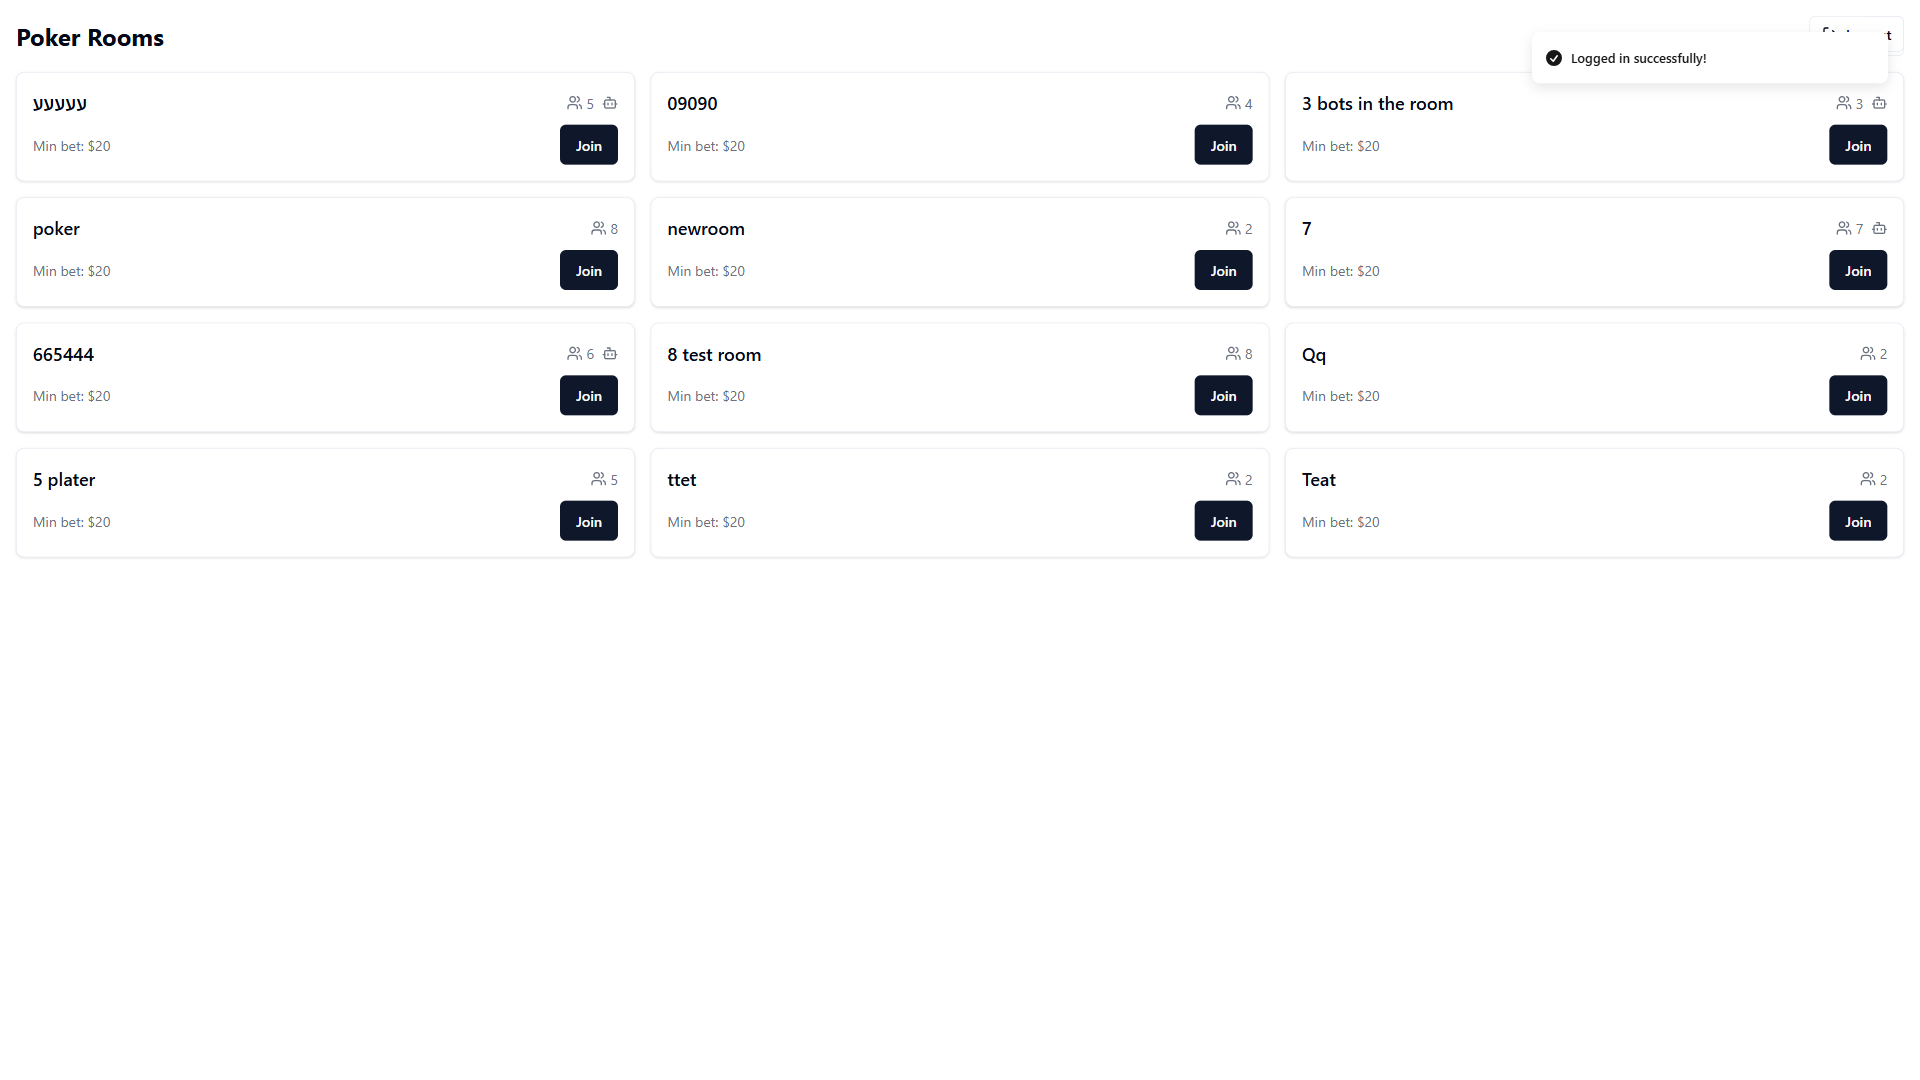 Poker Rooms
Logged in successfully!
עעעעע
5
Min bet: $20
Join
09090
4
Min bet: $20
Join
3 bots in the room
3
Min bet: $20
Join
poker
8
Min bet: $20
Join
newroom
2
Min bet: $20
Join
7
7
Min bet: $20
Join
665444
6
Min bet: $20
Join
8 test room
8
Min bet: $20
Join
Qq
2
Min bet: $20
Join
5 plater
5
Min bet: $20
Join
ttet
2
Min bet: $20
Join
Teat
2
Min bet: $20
Join